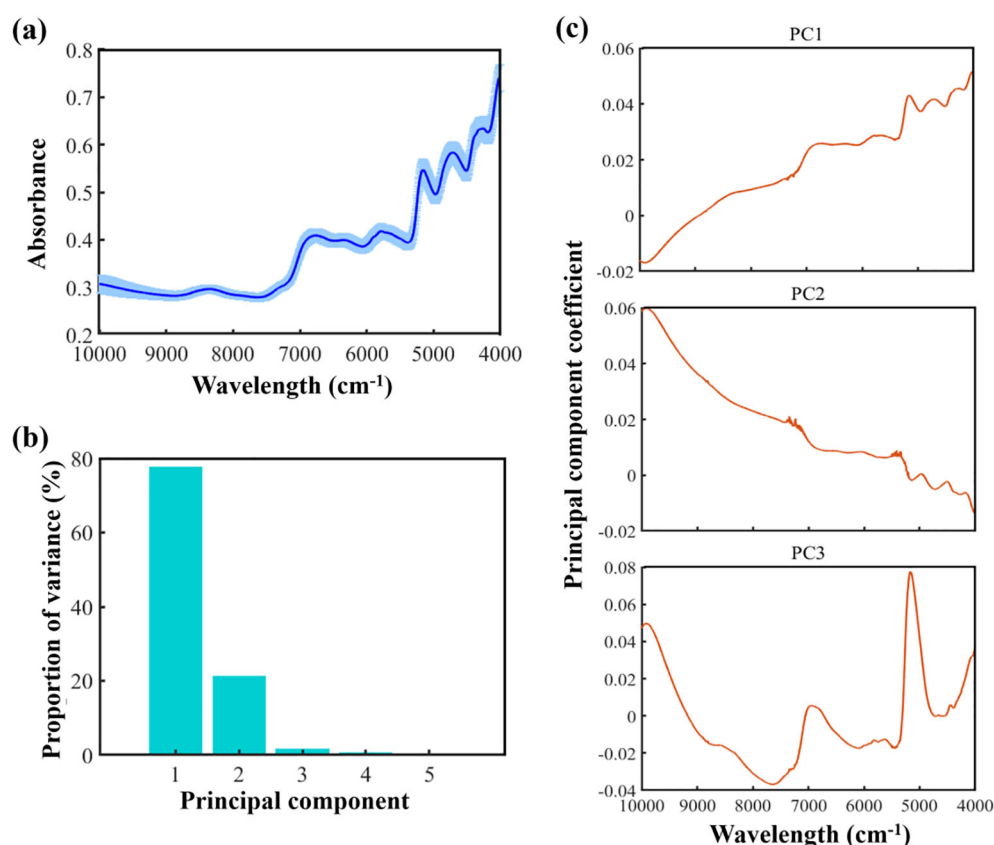 (a)
0.8
0.7
0.6
0.5
0.4
0.3
0.2
Absorbance
10000 9000 8000 7000 6000 5000 4000
Wavelength (cm-1)
(b)
80
60
40
20
0
Proportion of variance (%)
1 2 3 4 5
Principal component
(c)
PC1
0.06
0.04
0.02
0
-0.02
PC2
0.06
0.04
0.02
0
-0.02
PC3
0.08
0.06
0.04
0.02
0
-0.02
-0.04
Principal component coefficient
10000 9000 8000 7000 6000 5000 4000
Wavelength (cm-1)